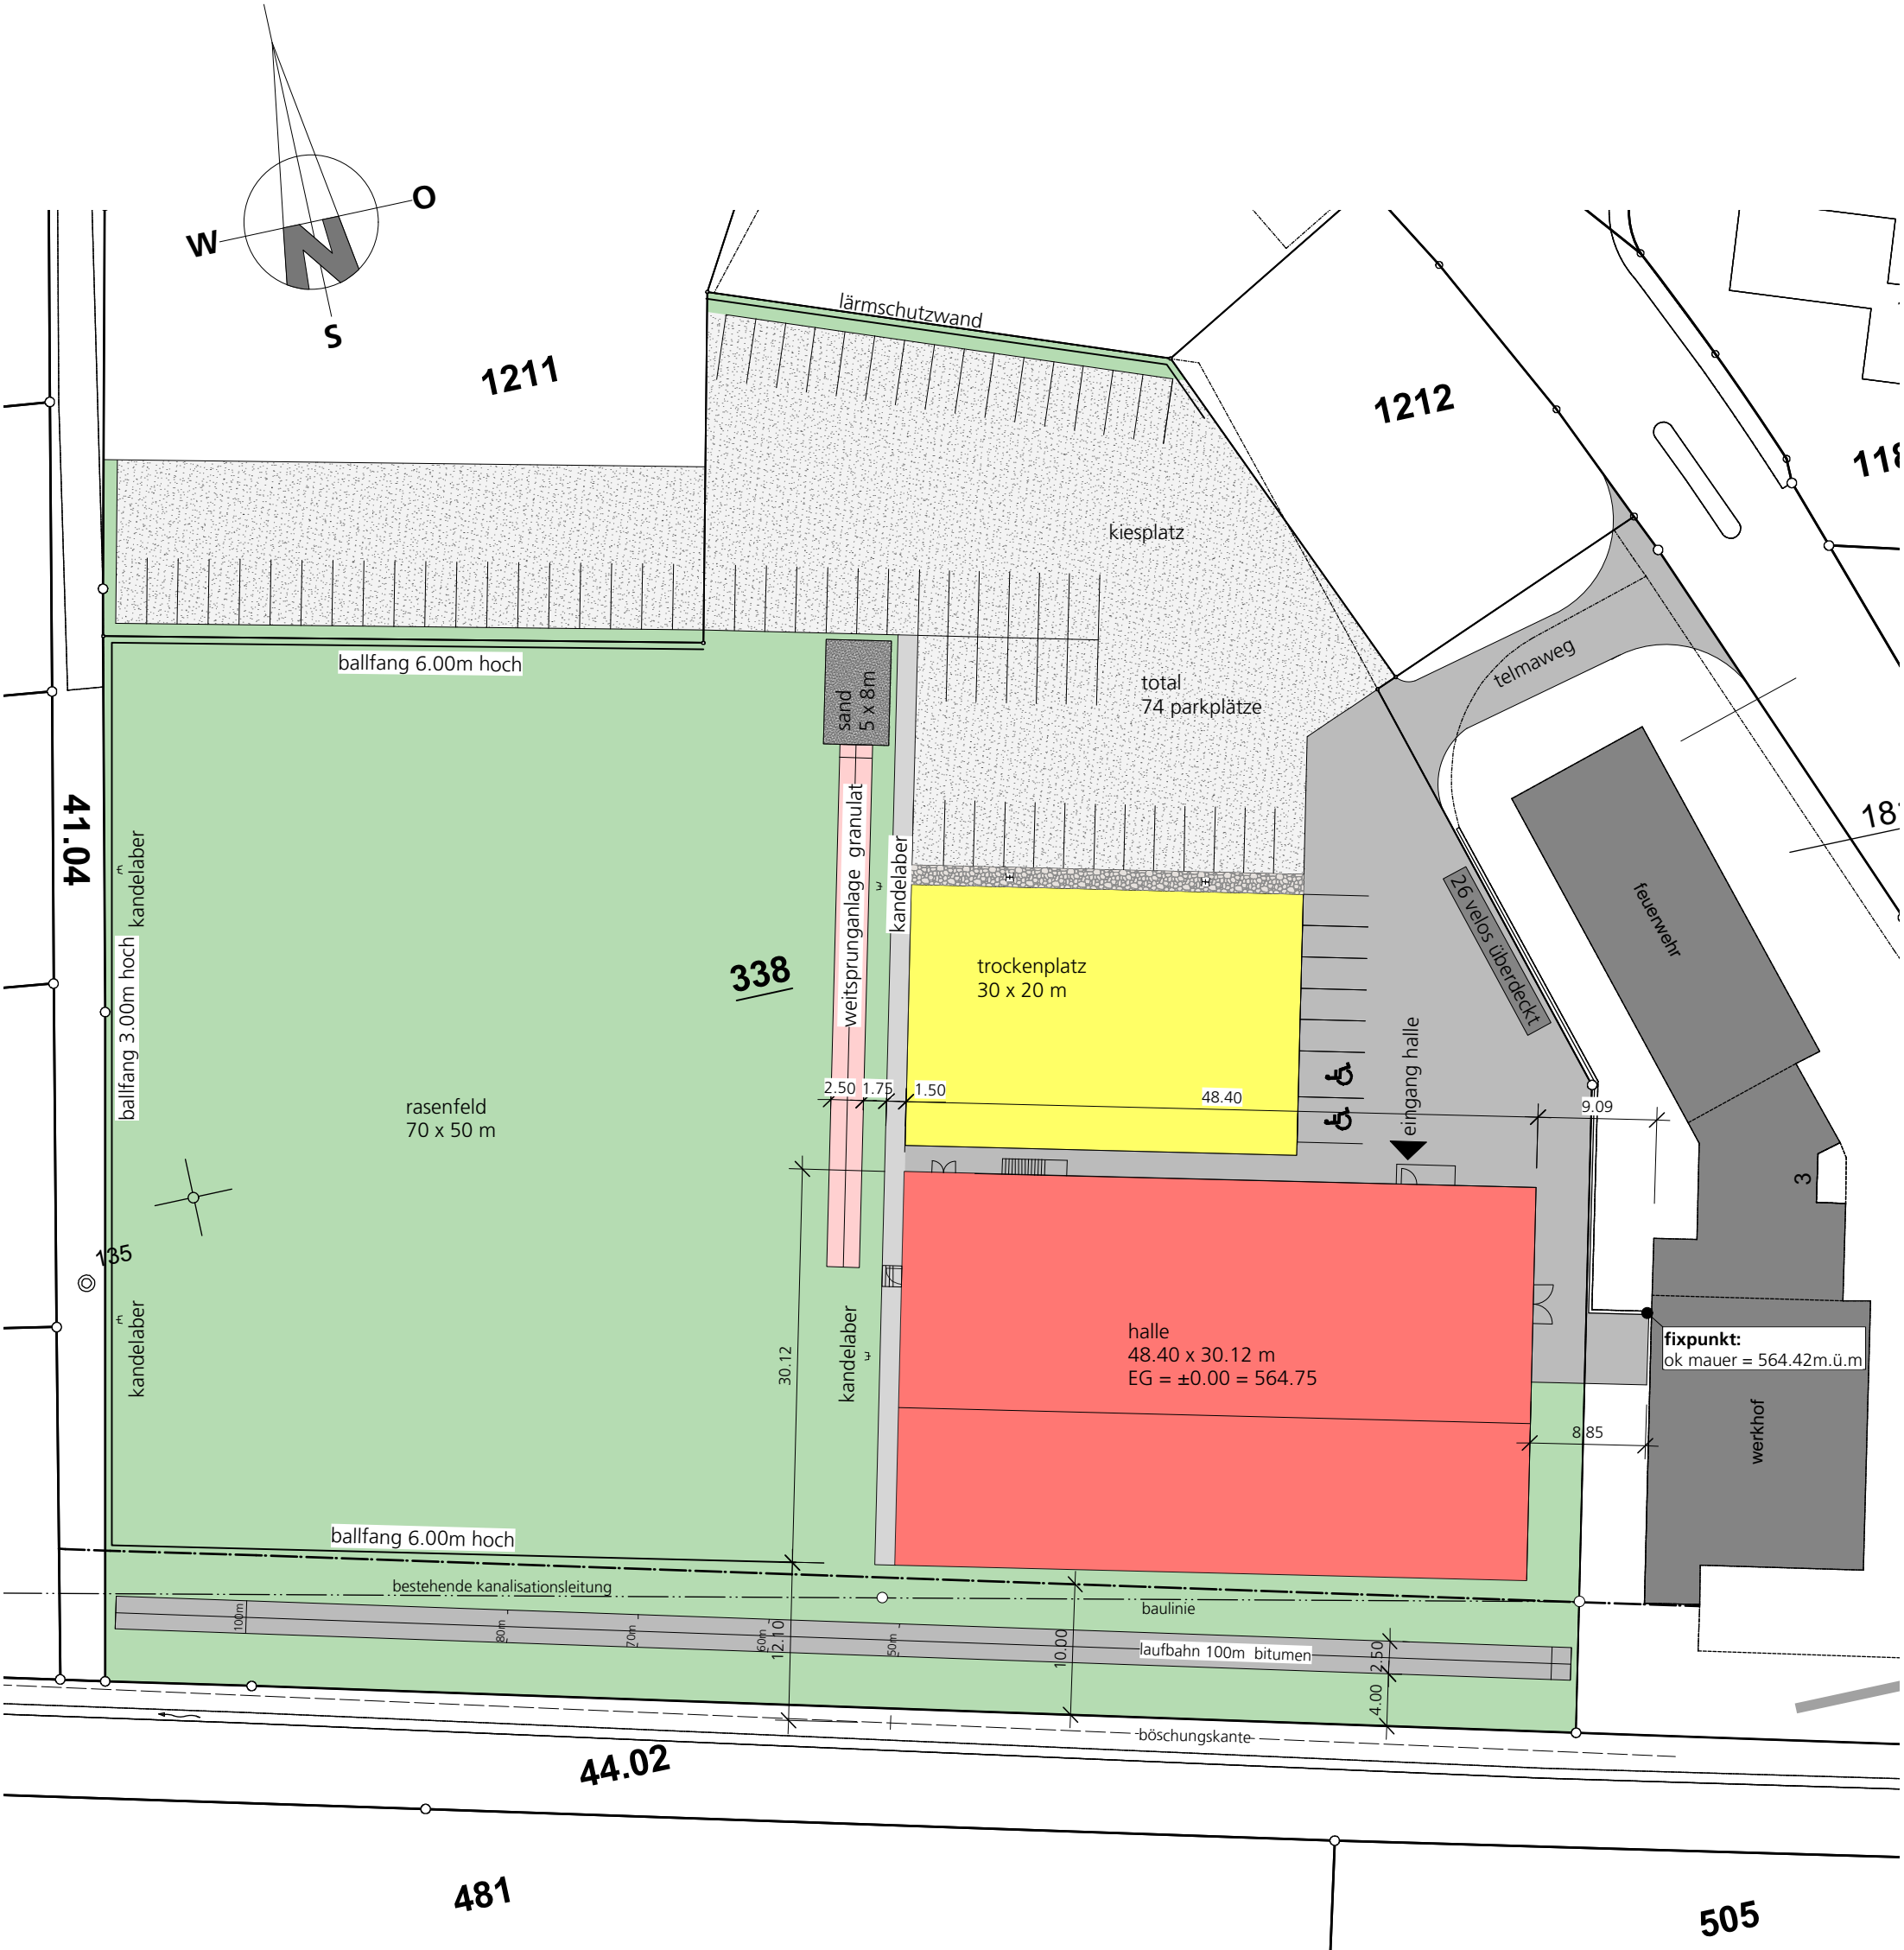 O
W
N
S
lärmschutzwand
1211
1212
118
kiesplatz
ballfang 6.00m hoch
sand
5 x 8m
total
74 parkplätze
telmaweg
41.04
kandelaber
weitsprunganlage granulat
kandelaber
181
feuerwehr
26 velos überdeckt
ballfang 3.00m hoch
338
trockenplatz
30 x 20 m
rasenfeld
70 x 50 m
2.50
1.75
1.50
48.40
eingang halle
9.09
3
135
kandelaber
30.12
kandelaber
halle
48.40 x 30.12 m
EG = ±0.00 = 564.75
fixpunkt:
ok mauer = 564.42m.ü.m
8.85
werkhof
ballfang 6.00m hoch
bestehende kanalisationsleitung
baulinie
100m
80m
70m
60m
12.10
50m
10.00
laufbahn 100m bitumen
2.50
4.00
böschungskante
44.02
481
505